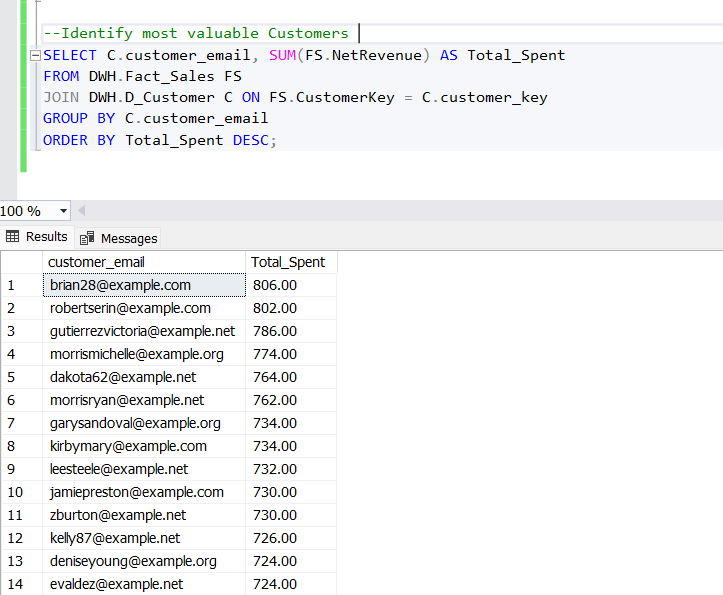 --Identify most valuable Customers
SELECT C.customer_email, SUM(FS.NetRevenue) AS Total_Spent
FROM DWH.Fact_Sales FS
JOIN DWH.D_Customer C ON FS.CustomerKey = C.customer_key
GROUP BY C.customer_email
ORDER BY Total_Spent DESC;
100 %
Results Messages
customer_email Total_Spent
1 brian28@example.com 806.00
2 robertserin@example.com 802.00
3 gutierrezvictoria@example.net 786.00
4 morrismichelle@example.org 774.00
5 dakota62@example.net 764.00
6 morrisryan@example.net 762.00
7 garysandoval@example.org 734.00
8 kirbymary@example.com 734.00
9 leesteele@example.net 732.00
10 jamiepreston@example.com 730.00
11 zburton@example.net 730.00
12 kelly87@example.net 726.00
13 deniseyoung@example.org 724.00
14 evaldez@example.net 724.00